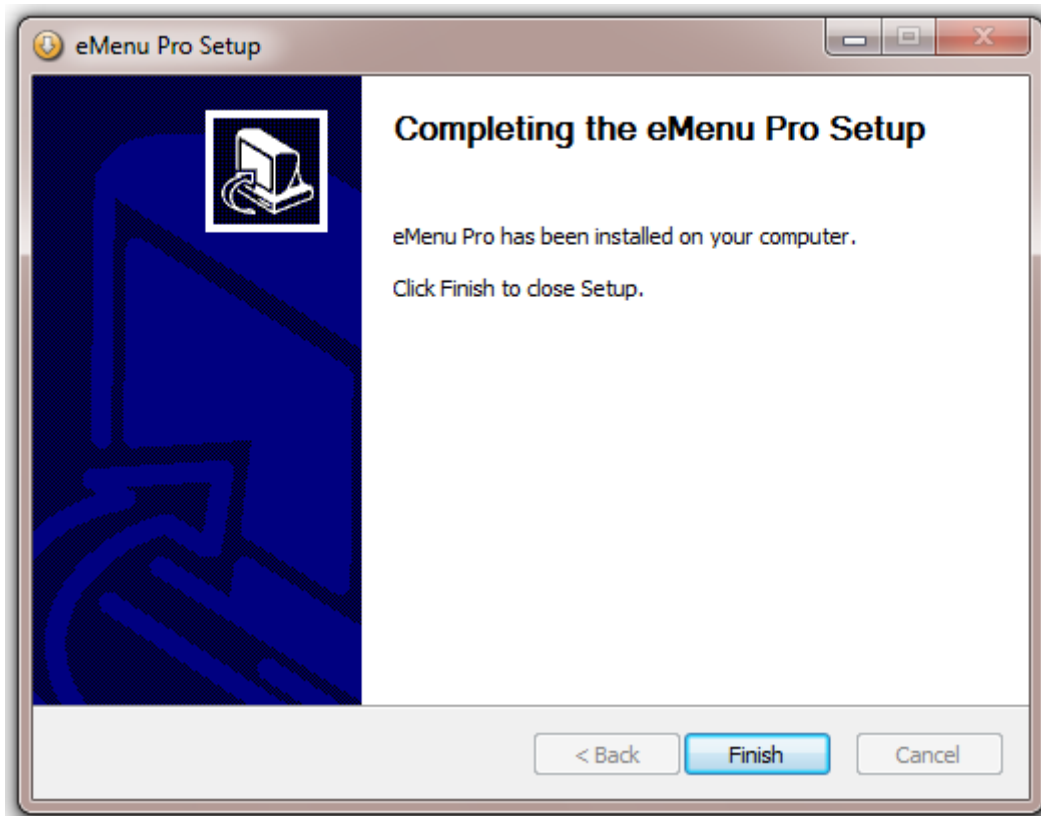 eMenu Pro Setup
Completing the eMenu Pro Setup
eMenu Pro has been installed on your computer.
Click Finish to close Setup.
< Back Finish Cancel